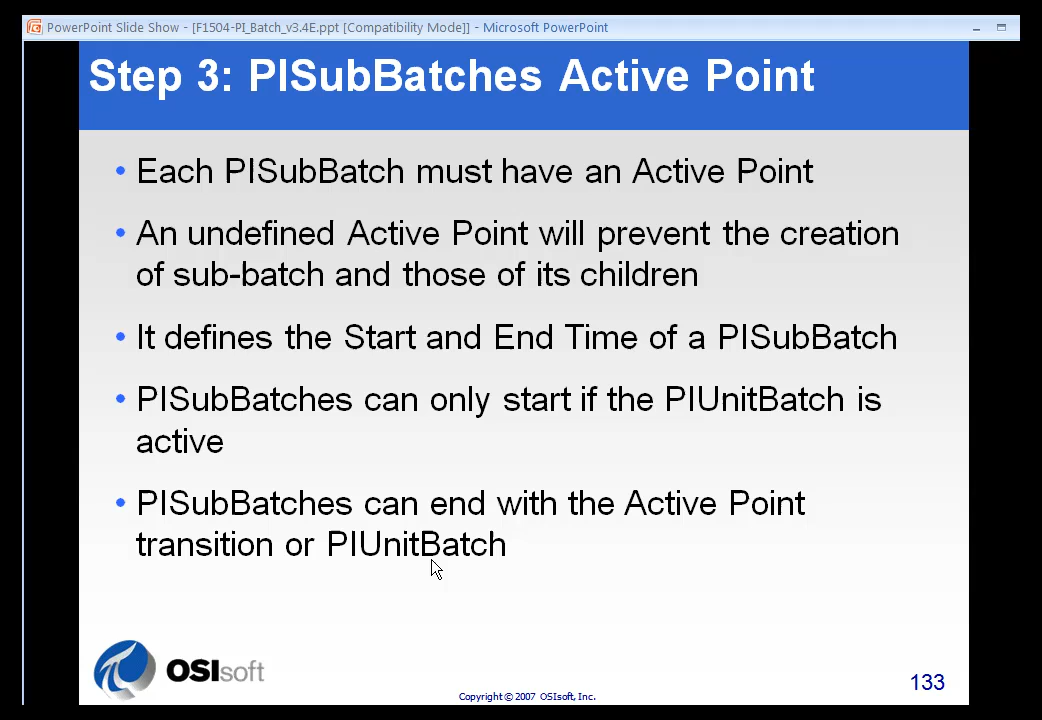 PowerPoint Slide Show - [F1504-PI_Batch_v3.4E.ppt [Compatibility Mode]] - Microsoft PowerPoint
Step 3: PISubBatches Active Point
• Each PISubBatch must have an Active Point
• An undefined Active Point will prevent the creation
of sub-batch and those of its children
• It defines the Start and End Time of a PISubBatch
• PISubBatches can only start if the PIUnitBatch is
active
• PISubBatches can end with the Active Point
transition or PIUnitBatch
OSIsoft
Copyright © 2007 OSIsoft, Inc.
133